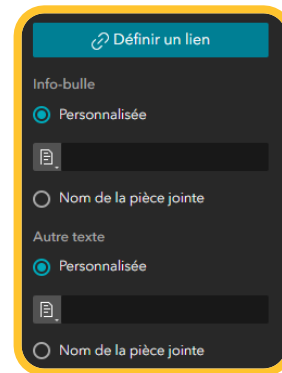 Définir un lien
Info-bulle
Personnalisée
Nom de la pièce jointe
Autre texte
Personnalisée
Nom de la pièce jointe